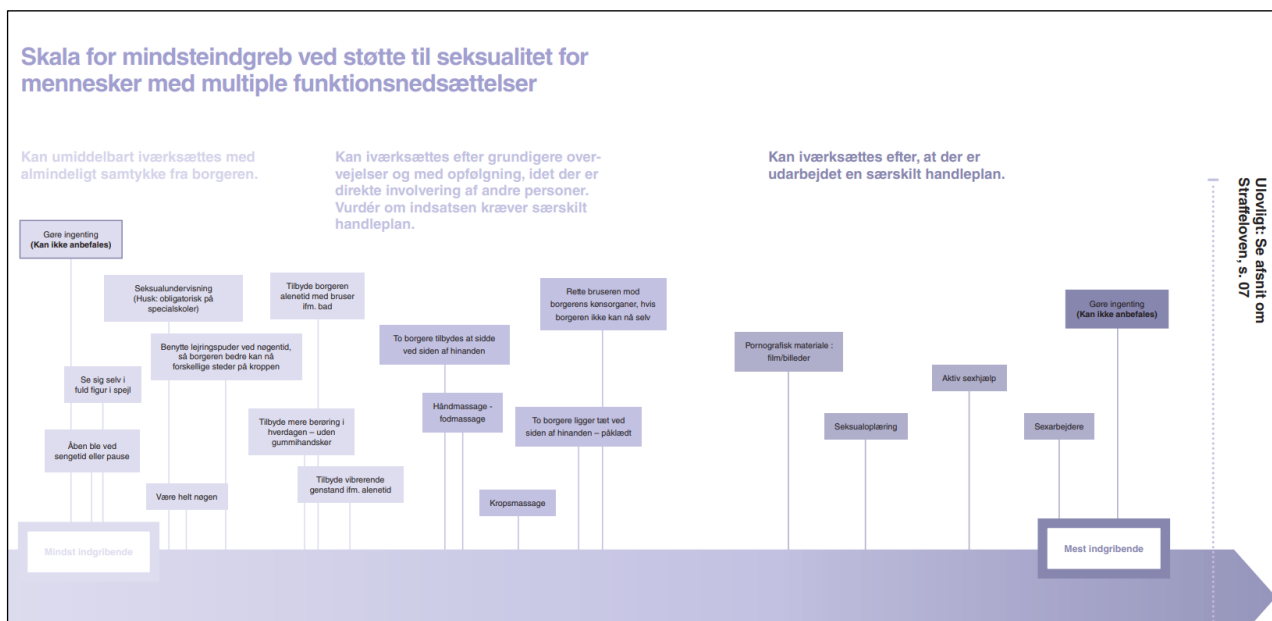 Skala for mindsteindgreb ved støtte til seksualitet for
mennesker med multiple funktionsnedsættelser
Kan umiddelbart iværksættes med
almindeligt samtykke fra borgeren.
Kan iværksættes efter grundigere over-
vejelser og med opfølgning, idet der er
direkte involvering af andre personer.
Vurdér om indsatsen kræver særskilt
handleplan.
Kan iværksættes efter, at der er
udarbejdet en særskilt handleplan.
Ulovligt: Se afsnit om
Straffeloven, s. 07
Gøre ingenting
(Kan ikke anbefales)
Seksualundervisning
(Husk: obligatorisk på
specialskoler)
Tilbyde borgeren
alenetid med bruser
ifm. bad
Benytte lejringspuder ved nøgentid,
så borgeren bedre kan nå
forskellige steder på kroppen
Se sig selv i
fuld figur i spejl
Åben ble ved
sengetid eller pause
Være helt nøgen
Tilbyde mere berøring i
hverdagen – uden
gummihandsker
Tilbyde vibrerende
genstand ifm. alenetid
To borgere tilbydes at sidde
ved siden af hinanden
Håndmassage -
fodmassage
Kropsmassage
Rette bruseren mod
borgerens kønsorganer, hvis
borgeren ikke kan nå selv
To borgere ligger tæt ved
siden af hinanden – påklædt
Pornografisk materiale :
film/billeder
Seksualoplæring
Aktiv sexhjælp
Sexarbejdere
Gøre ingenting
(Kan ikke anbefales)
Mindst indgribende
Mest indgribende